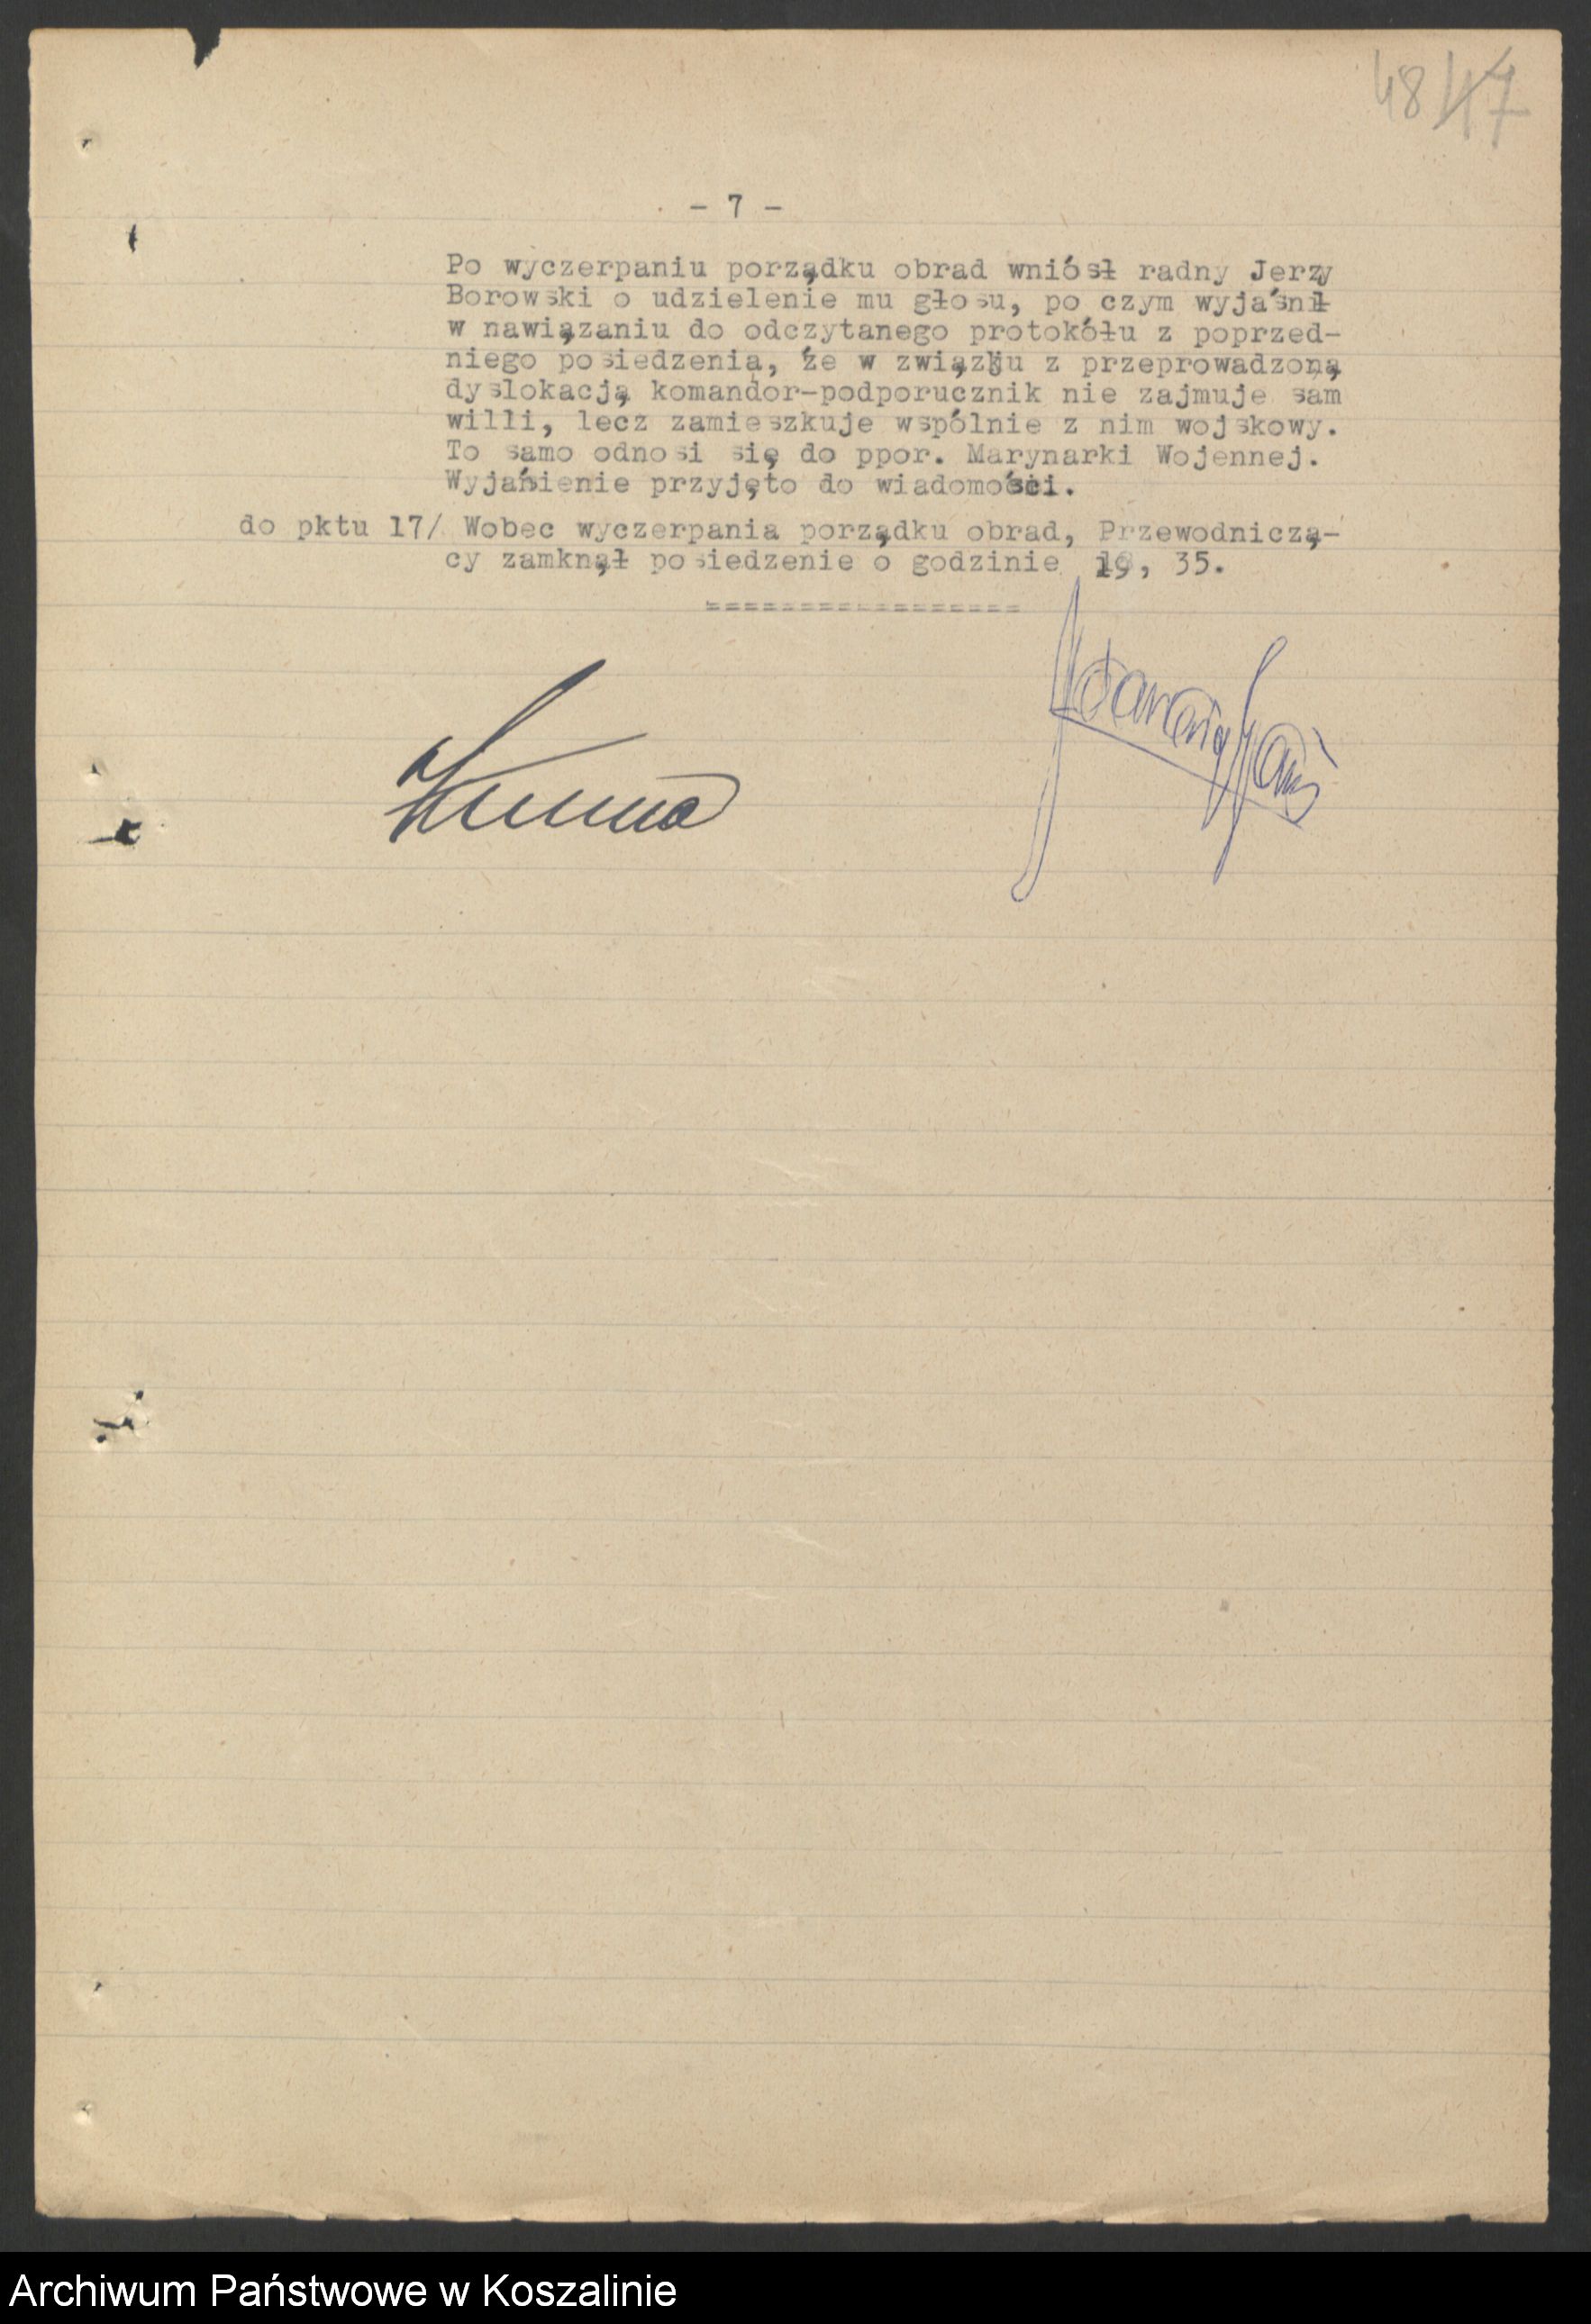 48 47
- 7 -
Po wyczerpaniu porządku obrad wniósł radny Jerzy
Borowski o udzielenie mu głosu, po czym wyjaśnił
w nawiązaniu do odczytanego protokółu z poprzed-
niego posiedzenia, że w związku z przeprowadzoną
dyslokacją komandor-podporucznik nie zajmuje sam
willi, lecz zamieszkuje wspólnie z nim wojskowy.
To samo odnosi się do ppor. Marynarki Wojennej.
Wyjaśienie przyjęto do wiadomości.
do pktu 17/ Wobec wyczerpania porządku obrad, Przewodniczą-
cy zamknął posiedzenie o godzinie 19, 35.
=================
Archiwum Państwowe w Koszalinie